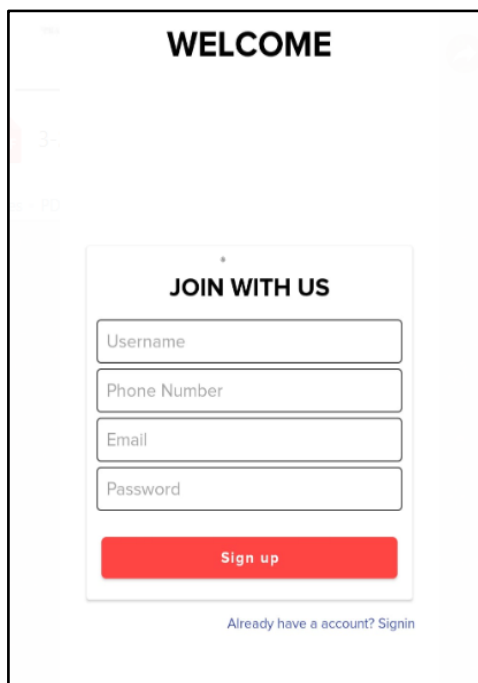 WELCOME
JOIN WITH US
Username
Phone Number
Email
Password
Sign up
Already have a account? Signin